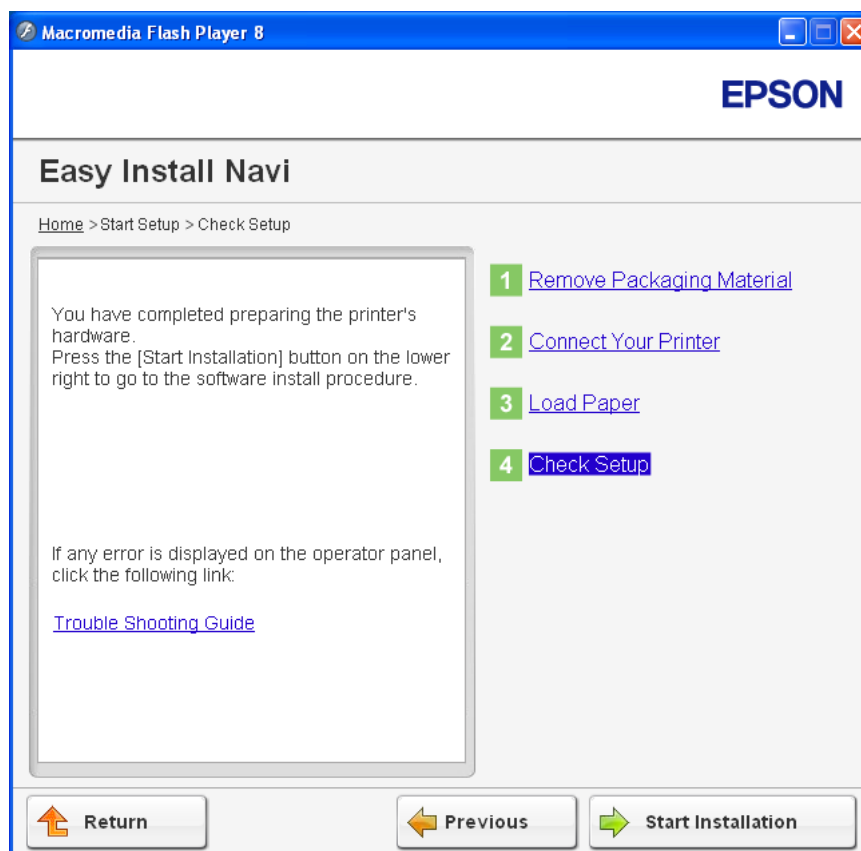 Macromedia Flash Player 8
EPSON
Easy Install Navi
Home > Start Setup > Check Setup
You have completed preparing the printer's
hardware.
Press the [Start Installation] button on the lower
right to go to the software install procedure.
If any error is displayed on the operator panel,
click the following link:
Trouble Shooting Guide
1 Remove Packaging Material
2 Connect Your Printer
3 Load Paper
4 Check Setup
Return
Previous
Start Installation